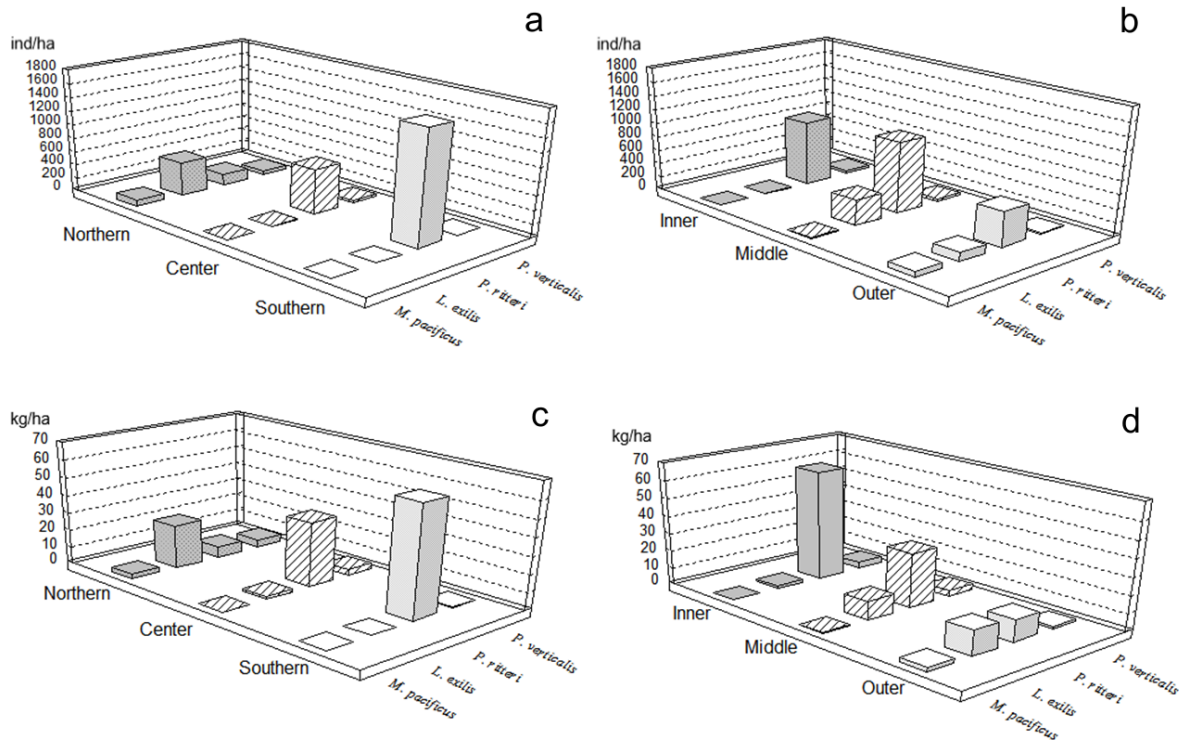 a
ind/ha
1800
1600
1400
1200
1000
800
600
400
200
0
Northern
Center
Southern
P. verticalis
P. ritteri
L. exilis
M. pacificus
b
ind/ha
1800
1600
1400
1200
1000
800
600
400
200
0
Inner
Middle
Outer
P. verticalis
P. ritteri
L. exilis
M. pacificus
c
kg/ha
70
60
50
40
30
20
10
0
Northern
Center
Southern
P. verticalis
P. ritteri
L. exilis
M. pacificus
d
kg/ha
70
60
50
40
30
20
10
0
Inner
Middle
Outer
P. verticalis
P. ritteri
L. exilis
M. pacificus